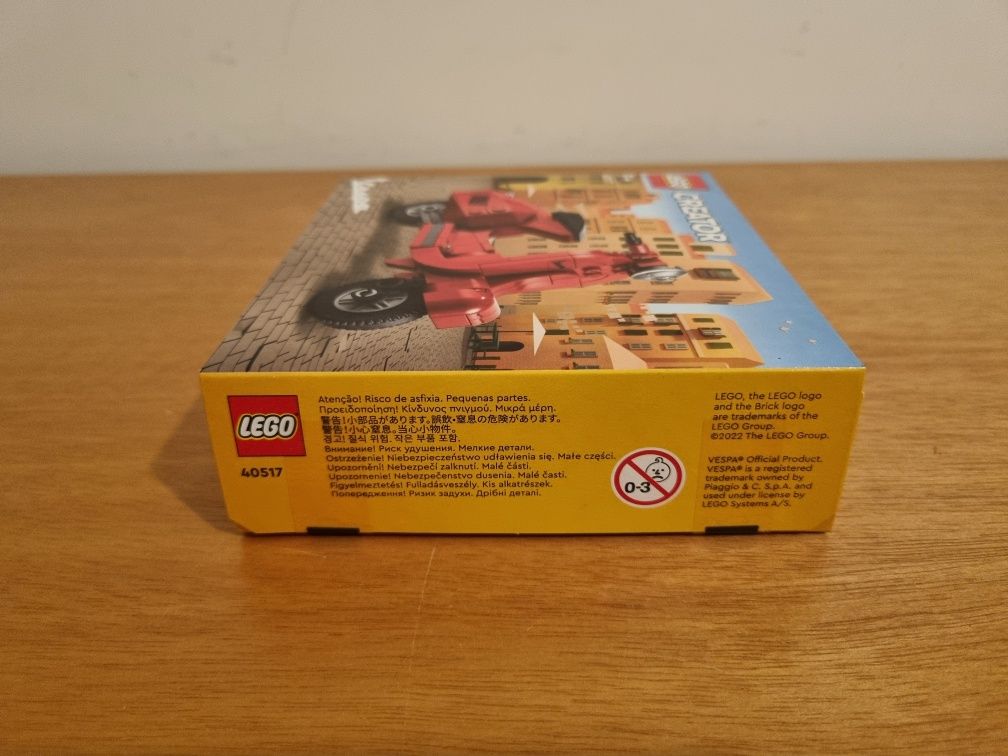 Vespa
LEGO
CREATOR
LEGO
40517
Atenção! Risco de asfixia. Pequenas partes.
Προειδοποίηση! Κίνδυνος πνιγμού. Μικρά μέρη.
警告!小部品があります。誤飲・窒息の危険があります。
警告!小心窒息。当心小物件。
경고! 질식 위험. 작은 부품 포함.
Внимание! Риск удушения. Мелкие детали.
Ostrzeżenie! Niebezpieczeństwo udławienia się. Małe części.
Upozornění! Nebezpečí zalknutí. Malé části.
Upozornenie! Nebezpečenstvo dusenia. Malé časti.
Figyelmeztetés! Fulladásveszély. Kis alkatrészek.
Попередження! Ризик задухи. Дрібні деталі.
0-3
LEGO, the LEGO logo
and the Brick logo
are trademarks of the
LEGO Group.
©2022 The LEGO Group.
VESPA® Official Product.
VESPA® is a registered
trademark owned by
Piaggio & C. S.p.A. and
used under license by
LEGO Systems A/S.